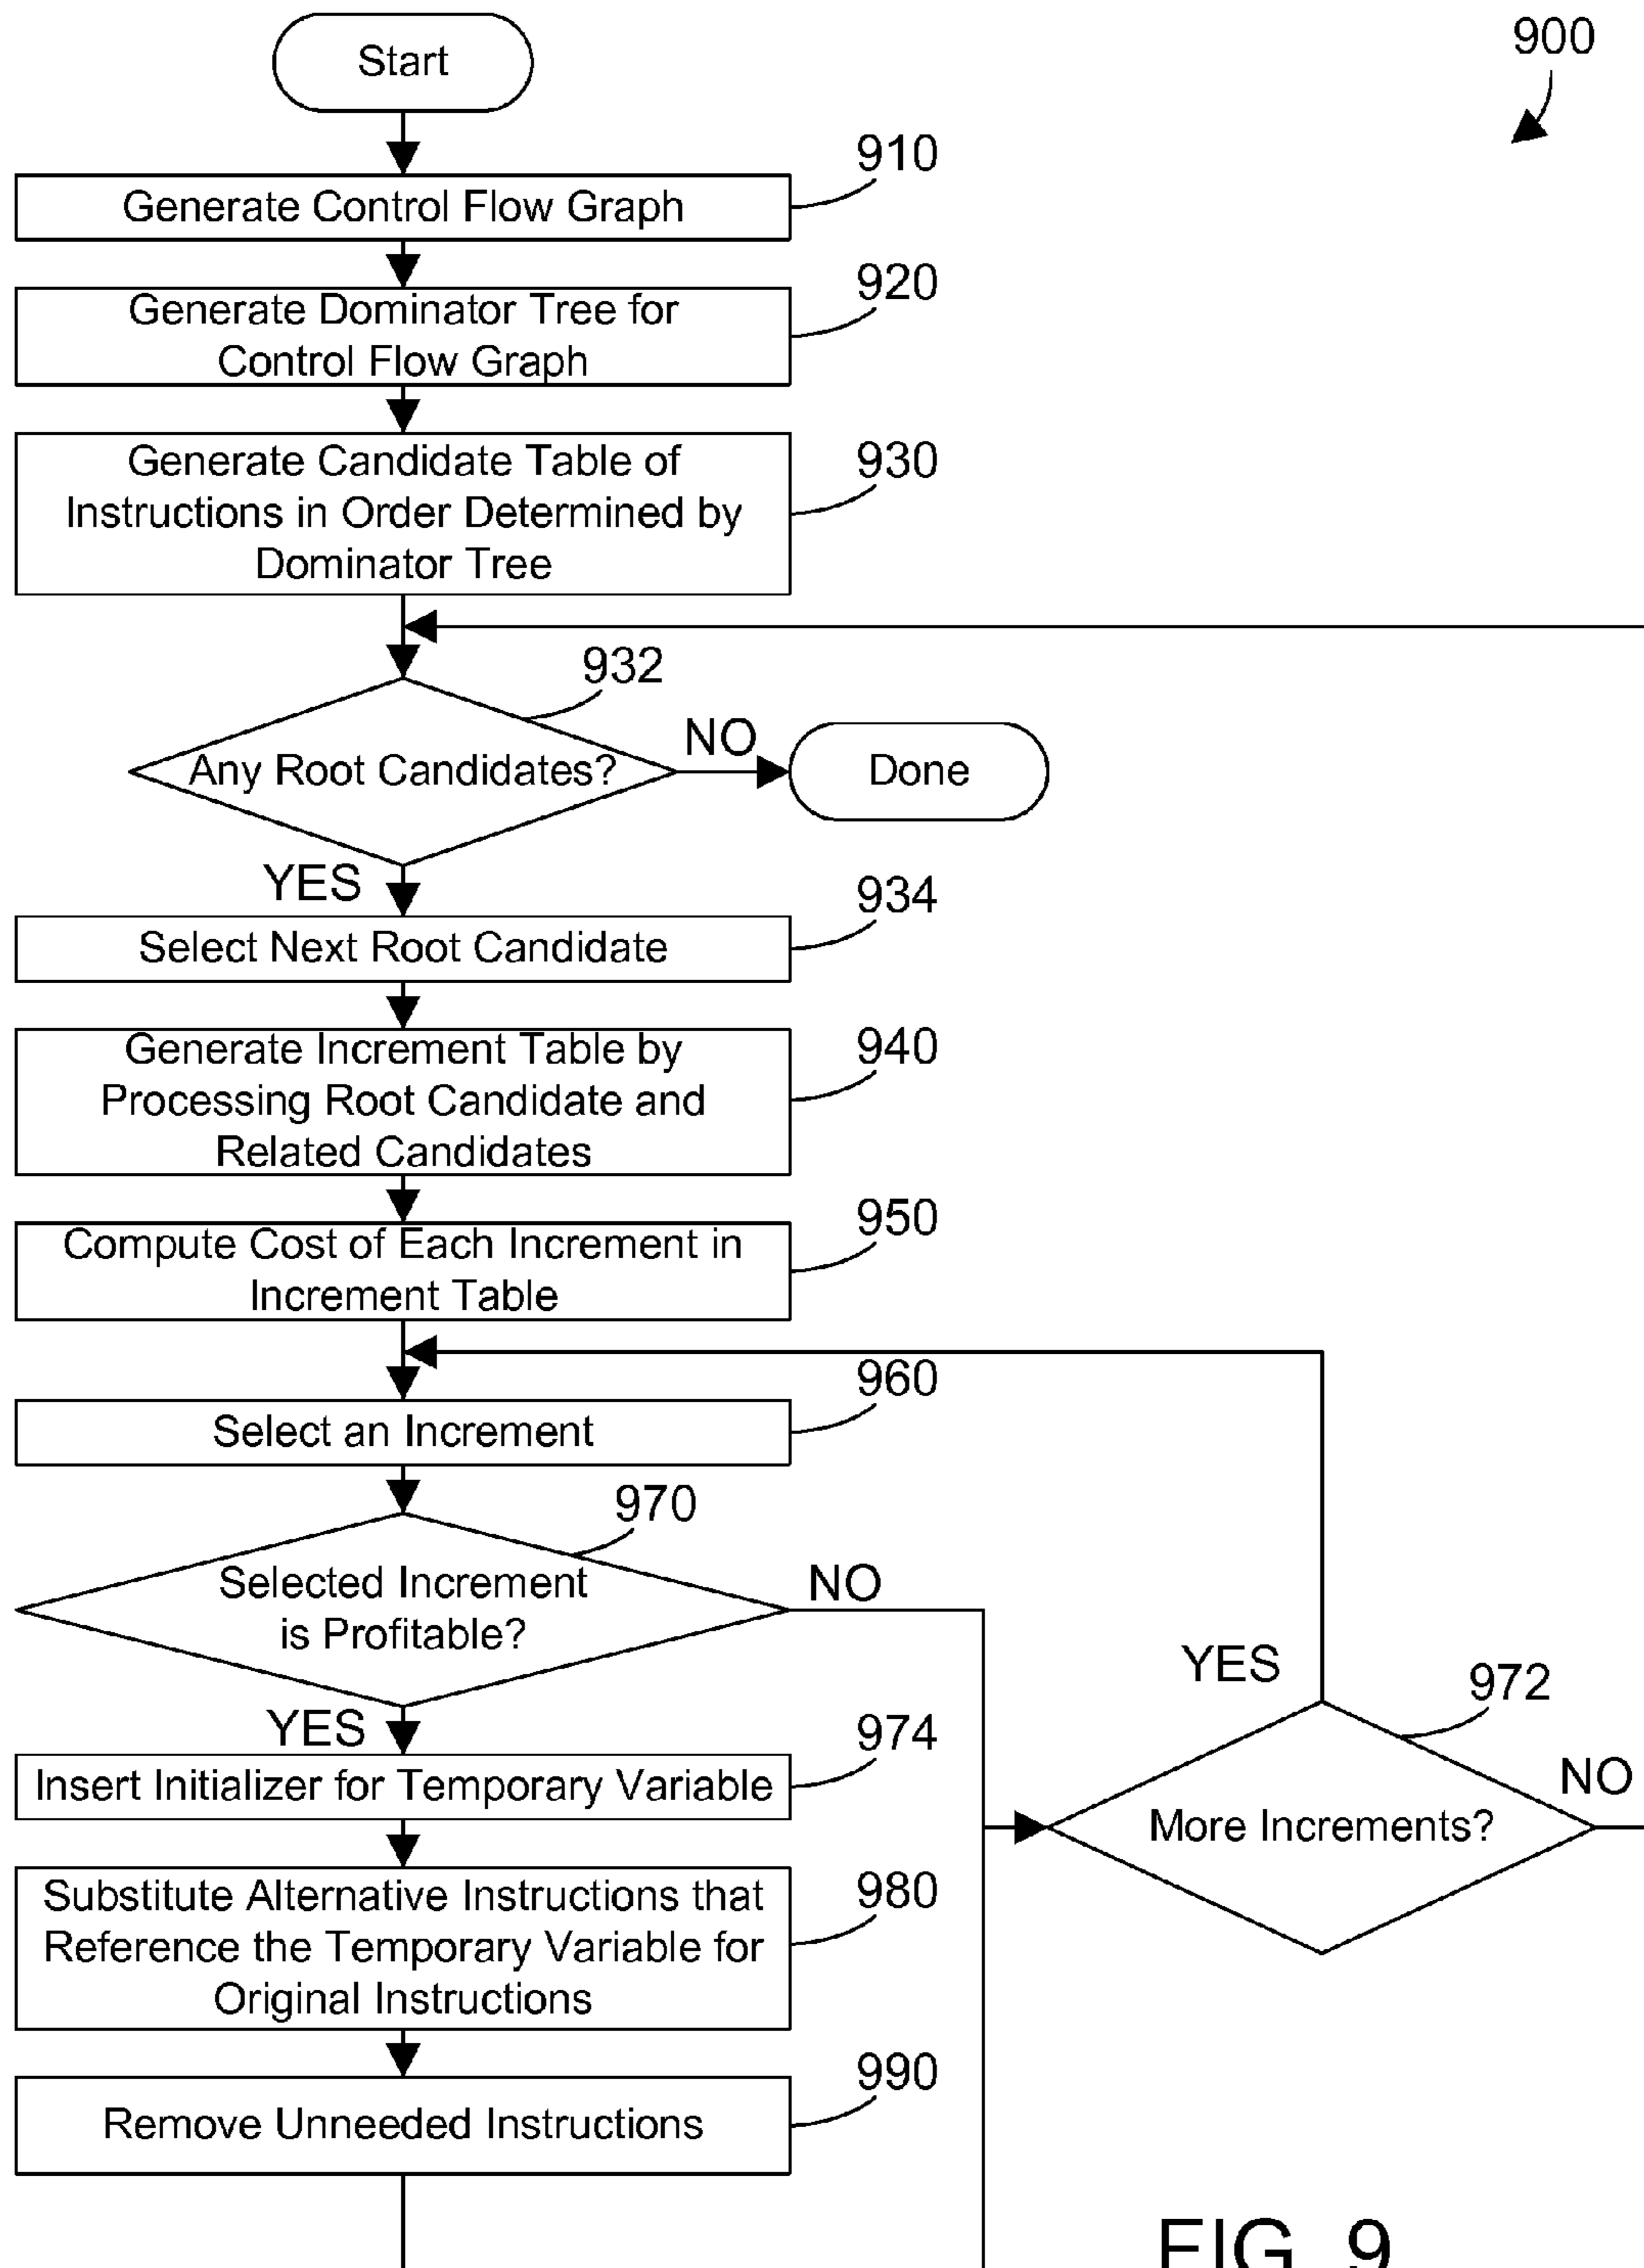 Start
900
910
Generate Control Flow Graph
920
Generate Dominator Tree for
Control Flow Graph
930
Generate Candidate Table of
Instructions in Order Determined by
Dominator Tree
932
Any Root Candidates?
NO
Done
YES
934
Select Next Root Candidate
940
Generate Increment Table by
Processing Root Candidate and
Related Candidates
950
Compute Cost of Each Increment in
Increment Table
960
Select an Increment
970
Selected Increment
is Profitable?
NO
YES
972
More Increments?
NO
YES
974
Insert Initializer for Temporary Variable
980
Substitute Alternative Instructions that
Reference the Temporary Variable for
Original Instructions
990
Remove Unneeded Instructions
FIG. 9